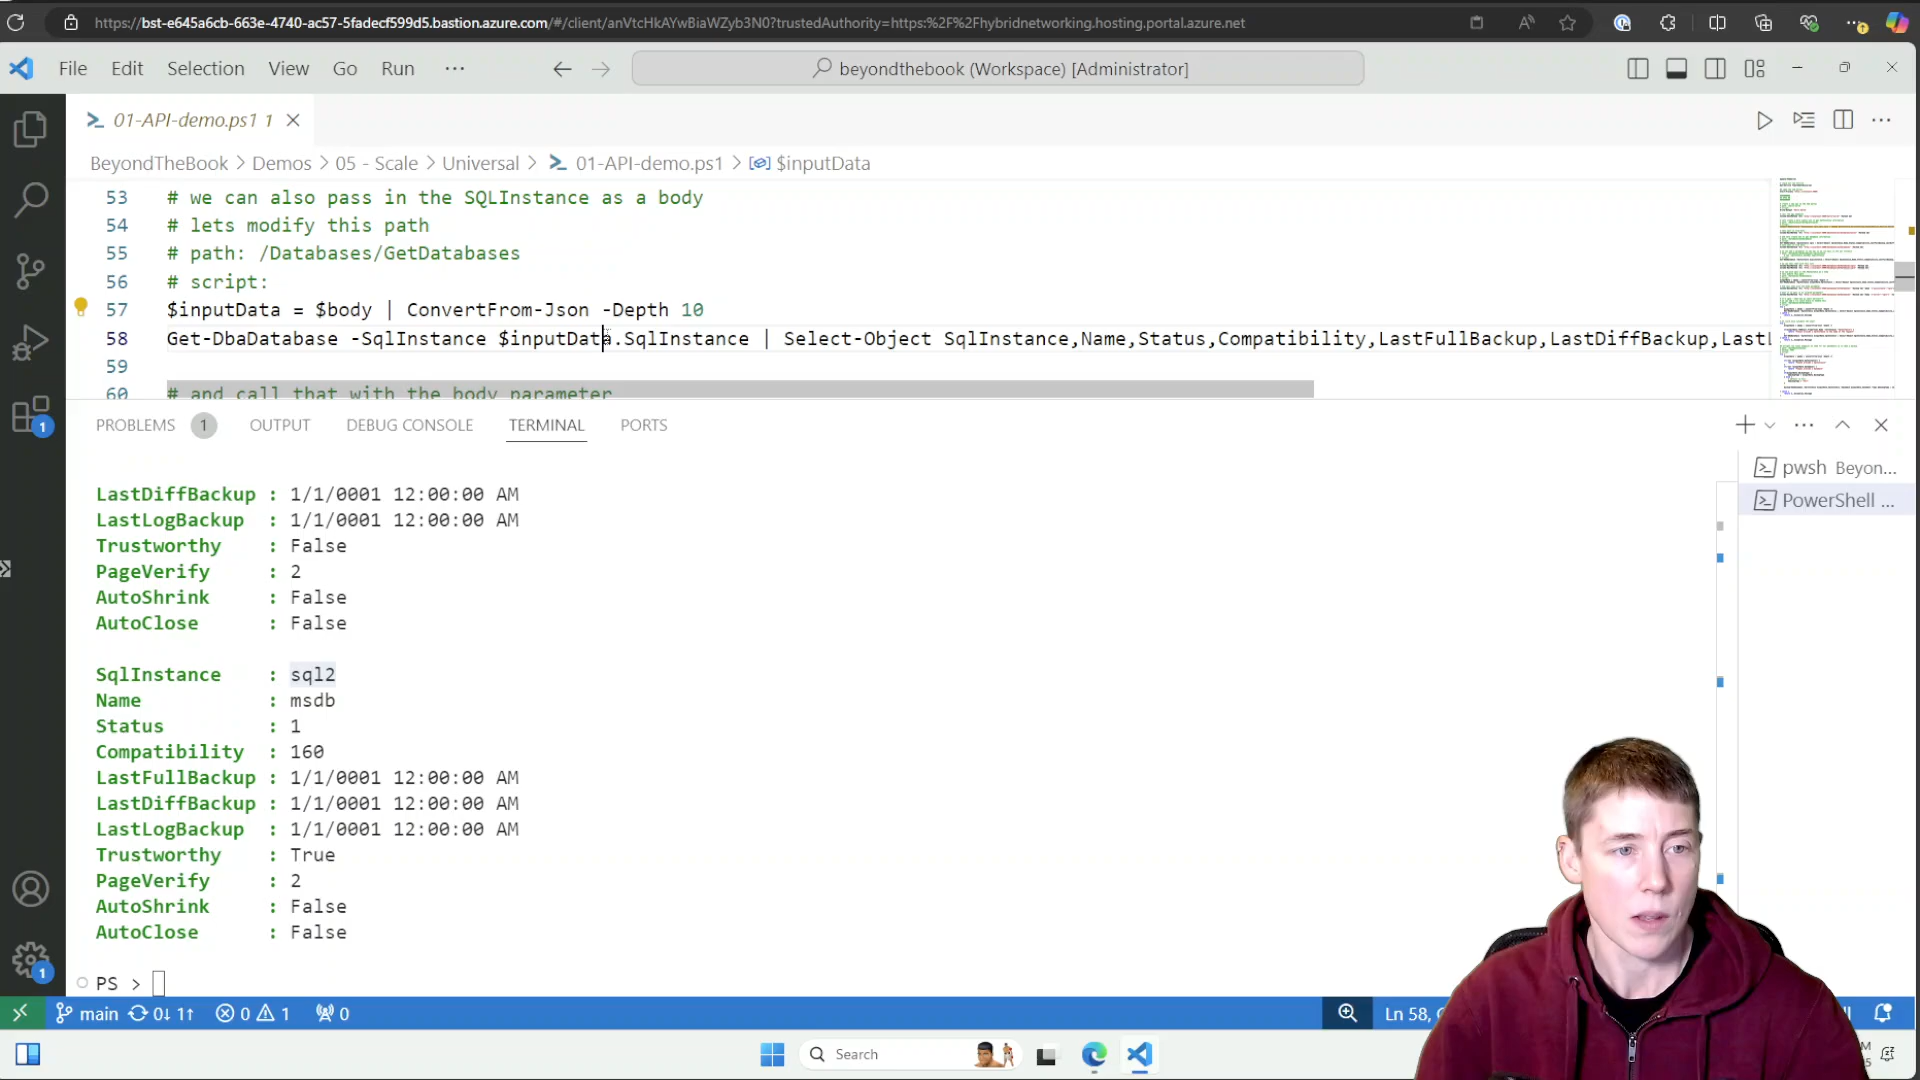 https://bst-e645a6cb-663e-4740-ac57-5fadecf599d5.bastion.azure.com/#/client/anVtcHkAYwBiaWZyb3N0?trustedAuthority=https:%2F%2Fhybridnetworking.hosting.portal.azure.net
File Edit Selection View Go Run ···
beyondthebook (Workspace) [Administrator]
01-API-demo.ps1 1
BeyondTheBook > Demos > 05 - Scale > Universal > 01-API-demo.ps1 > $inputData
53 # we can also pass in the SQLInstance as a body
54 # lets modify this path
55 # path: /Databases/GetDatabases
56 # script:
57 $inputData = $body | ConvertFrom-Json -Depth 10
58 Get-DbaDatabase -SqlInstance $inputData.SqlInstance | Select-Object SqlInstance,Name,Status,Compatibility,LastFullBackup,LastDiffBackup,LastL
59
60 # and call that with the body parameter
PROBLEMS 1 OUTPUT DEBUG CONSOLE TERMINAL PORTS
pwsh Beyon...
PowerShell ...
LastDiffBackup : 1/1/0001 12:00:00 AM
LastLogBackup : 1/1/0001 12:00:00 AM
Trustworthy : False
PageVerify : 2
AutoShrink : False
AutoClose : False
SqlInstance : sql2
Name : msdb
Status : 1
Compatibility : 160
LastFullBackup : 1/1/0001 12:00:00 AM
LastDiffBackup : 1/1/0001 12:00:00 AM
LastLogBackup : 1/1/0001 12:00:00 AM
Trustworthy : True
PageVerify : 2
AutoShrink : False
AutoClose : False
PS >
1
1
main 0↓ 1↑ 0 1 0
Ln 58,
Search